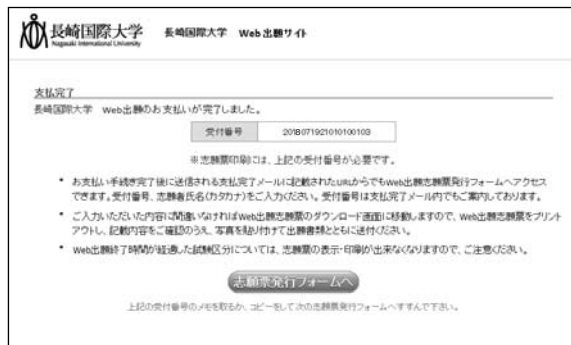 長崎国際大学
Nagasaki International University
長崎国際大学 Web出願サイト
支払完了
長崎国際大学 Web出願のお支払いが完了しました。
受付番号 2018071921010100103
※志願票印刷には、上記の受付番号が必要です。
• お支払い手続き完了後に送信される支払完了メールに記載されたURLからでもWeb出願志願票発行フォームへアクセス
できます。受付番号、志願者氏名(カタカナ)をご入力ください。受付番号は支払完了メール内でもご案内しております。
• ご入力いただいた内容に間違いなければWeb出願志願票のダウンロード画面に移動しますので、Web出願志願票をプリント
アウトし、記載内容をご確認のうえ、写真を貼り付けて出願書類とともに送付ください。
• Web出願終了時間が経過した試験区分については、志願票の表示・印刷が出来なくなりますので、ご注意ください。
志願票発行フォームへ
上記の受付番号のメモを取るか、コピーをして次の志願票発行フォームへすすんで下さい。